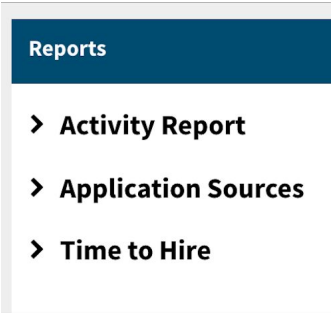 Reports
Activity Report
Application Sources
Time to Hire